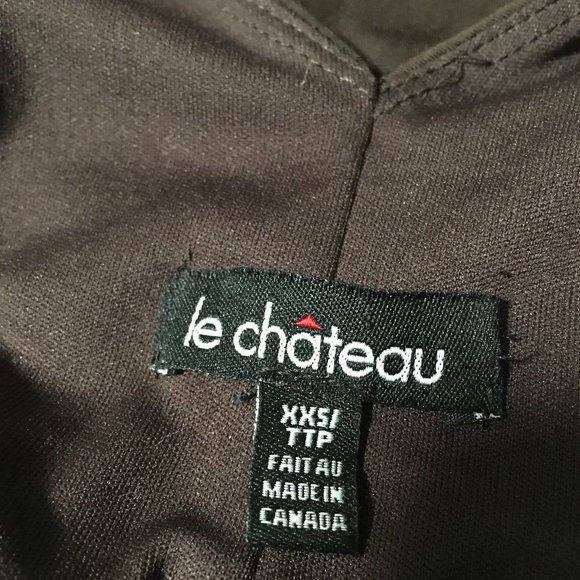 le château
XXS/
TTP
FAIT AU
MADE IN
CANADA